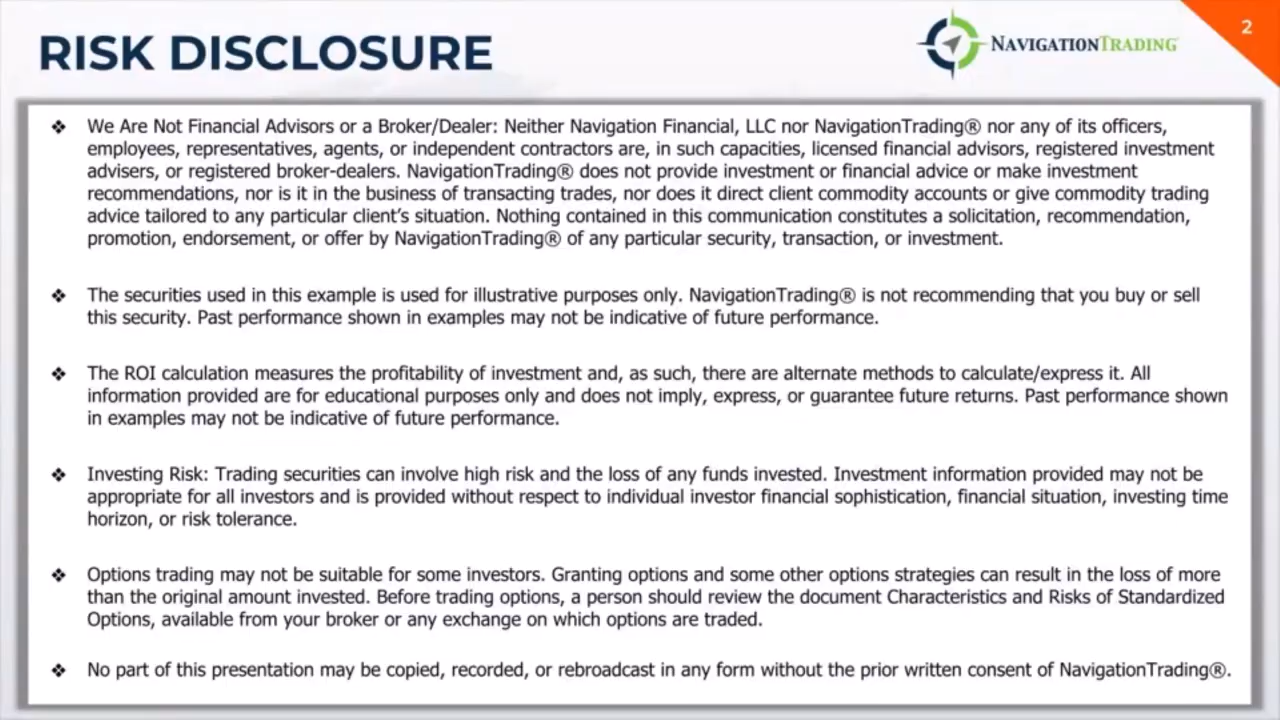 2
RISK DISCLOSURE
NAVIGATIONTRADING®
❖ We Are Not Financial Advisors or a Broker/Dealer: Neither Navigation Financial, LLC nor NavigationTrading® nor any of its officers,
employees, representatives, agents, or independent contractors are, in such capacities, licensed financial advisors, registered investment
advisers, or registered broker-dealers. NavigationTrading® does not provide investment or financial advice or make investment
recommendations, nor is it in the business of transacting trades, nor does it direct client commodity accounts or give commodity trading
advice tailored to any particular client's situation. Nothing contained in this communication constitutes a solicitation, recommendation,
promotion, endorsement, or offer by NavigationTrading® of any particular security, transaction, or investment.
❖ The securities used in this example is used for illustrative purposes only. NavigationTrading® is not recommending that you buy or sell
this security. Past performance shown in examples may not be indicative of future performance.
❖ The ROI calculation measures the profitability of investment and, as such, there are alternate methods to calculate/express it. All
information provided are for educational purposes only and does not imply, express, or guarantee future returns. Past performance shown
in examples may not be indicative of future performance.
❖ Investing Risk: Trading securities can involve high risk and the loss of any funds invested. Investment information provided may not be
appropriate for all investors and is provided without respect to individual investor financial sophistication, financial situation, investing time
horizon, or risk tolerance.
❖ Options trading may not be suitable for some investors. Granting options and some other options strategies can result in the loss of more
than the original amount invested. Before trading options, a person should review the document Characteristics and Risks of Standardized
Options, available from your broker or any exchange on which options are traded.
❖ No part of this presentation may be copied, recorded, or rebroadcast in any form without the prior written consent of NavigationTrading®.